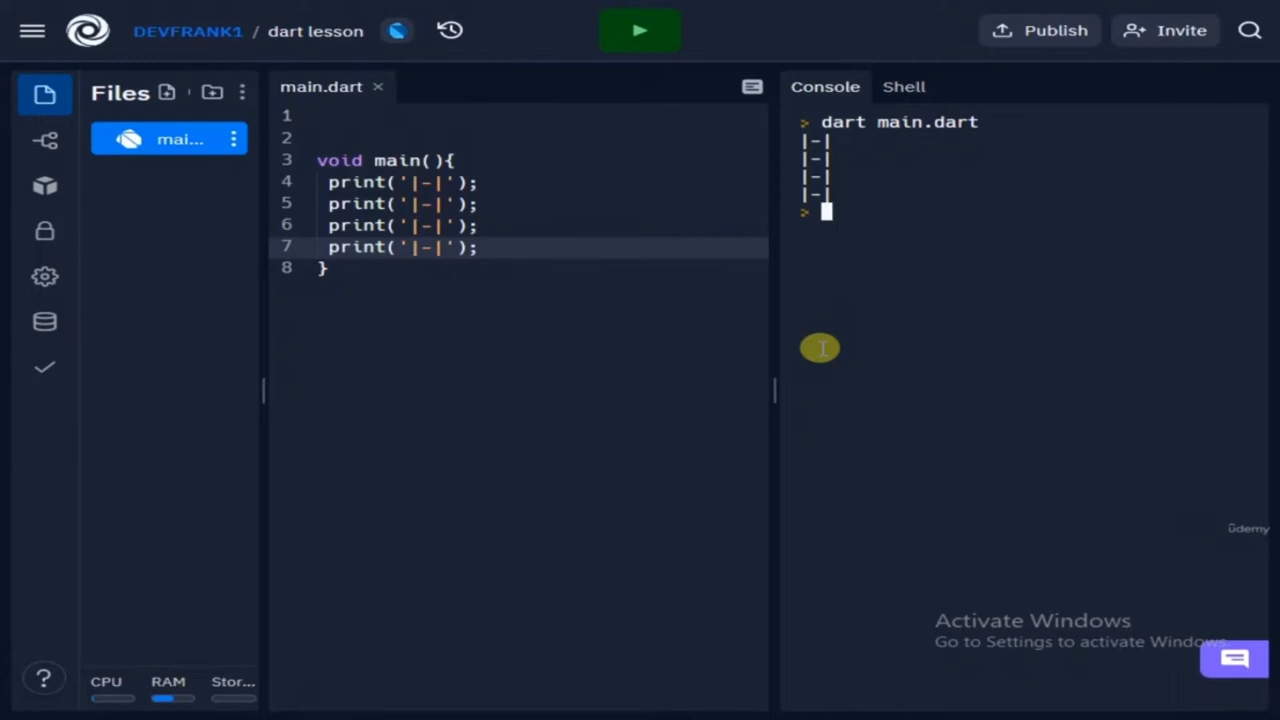 DEVFRANK1 / dart lesson
Publish
Invite
Files
mai...
CPU
RAM
Stor...
?
main.dart ×
1
2
3 void main(){
4 print('|-|');
5 print('|-|');
6 print('|-|');
7 print('|-|');
8 }
Console
Shell
> dart main.dart
|-|
|-|
|-|
|-|
>
ûdemy
Activate Windows
Go to Settings to activate Windows.